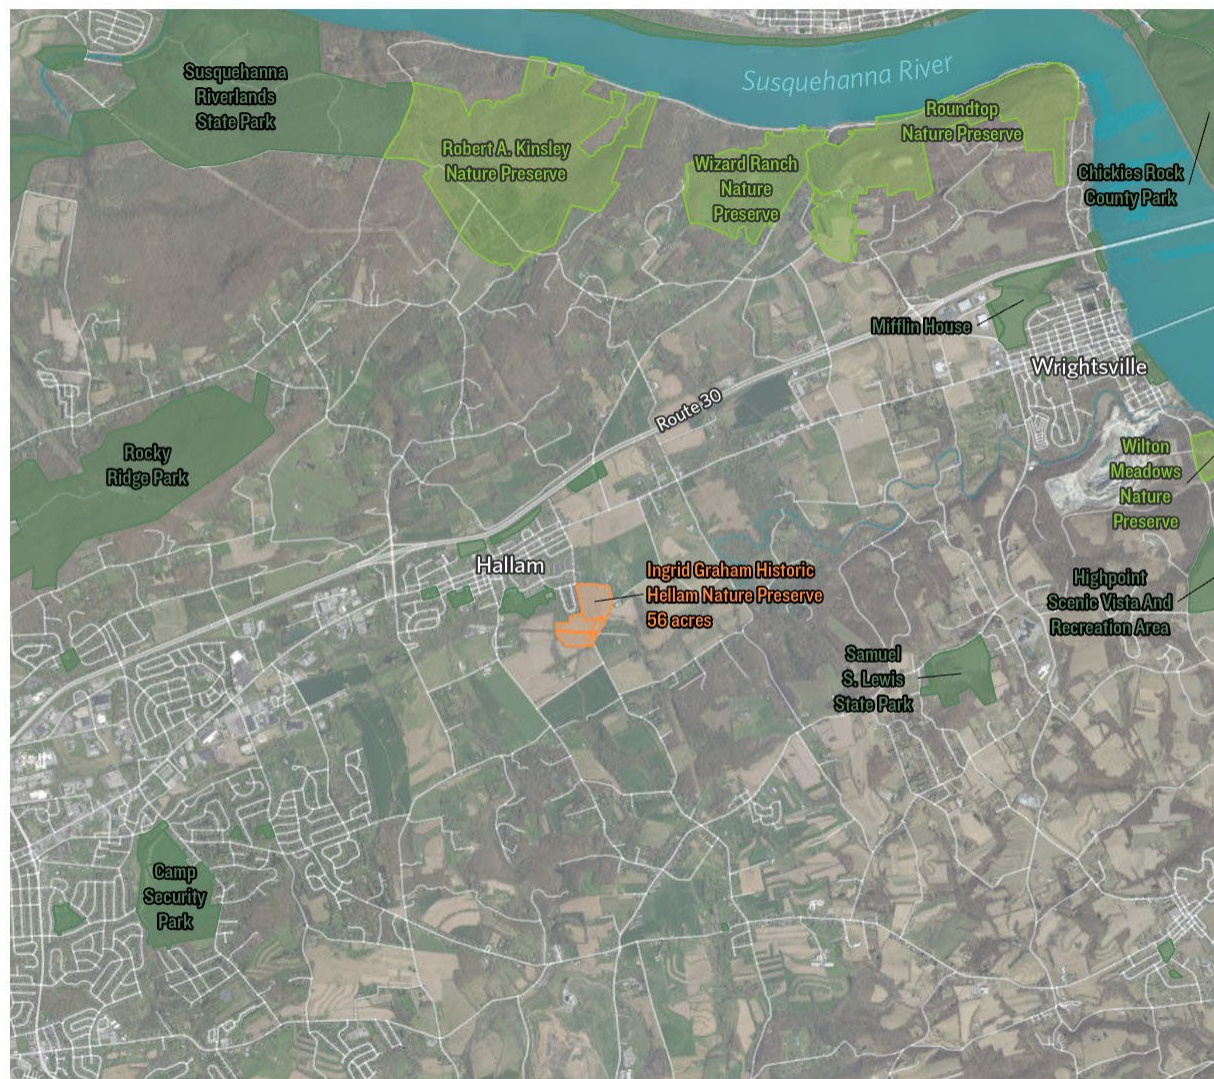 Susquehanna
Riverlands
State Park
Susquehanna River
Robert A. Kinsley
Nature Preserve
Wizard Ranch
Nature
Preserve
Roundtop
Nature Preserve
Chickies Rock
County Park
Mifflin House
Wrightsville
Route 30
Rocky
Ridge Park
Wilton
Meadows
Nature
Preserve
Hallam
Ingrid Graham Historic
Hellam Nature Preserve
56 acres
Highpoint
Scenic Vista And
Recreation Area
Samuel
S. Lewis
State Park
Camp
Security
Park